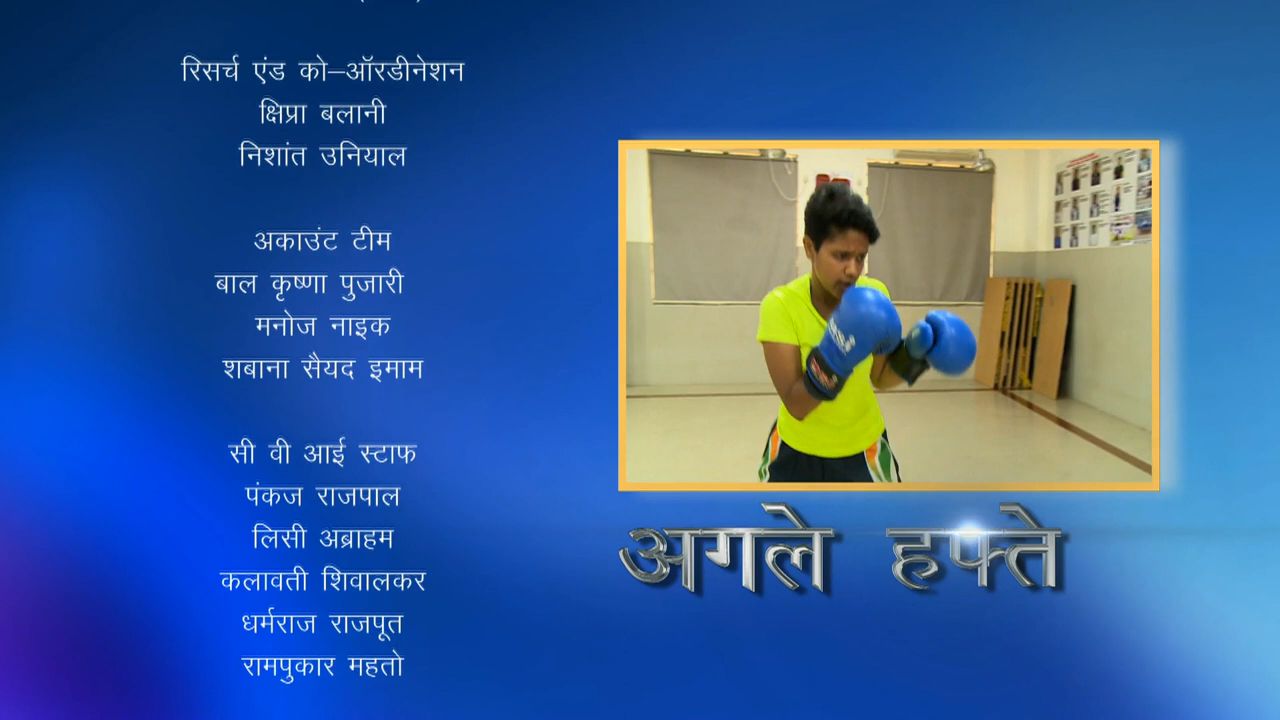 रिसर्च एंड को–ऑरडीनेशन
क्षिप्रा बलानी
निशांत उनियाल
अकाउंट टीम
बाल कृष्णा पुजारी
मनोज नाइक
शबाना सैयद इमाम
सी वी आई स्टाफ
पंकज राजपाल
लिसी अब्राहम
कलावती शिवालकर
धर्मराज राजपूत
रामपुकार महतो
अगले हफ्ते